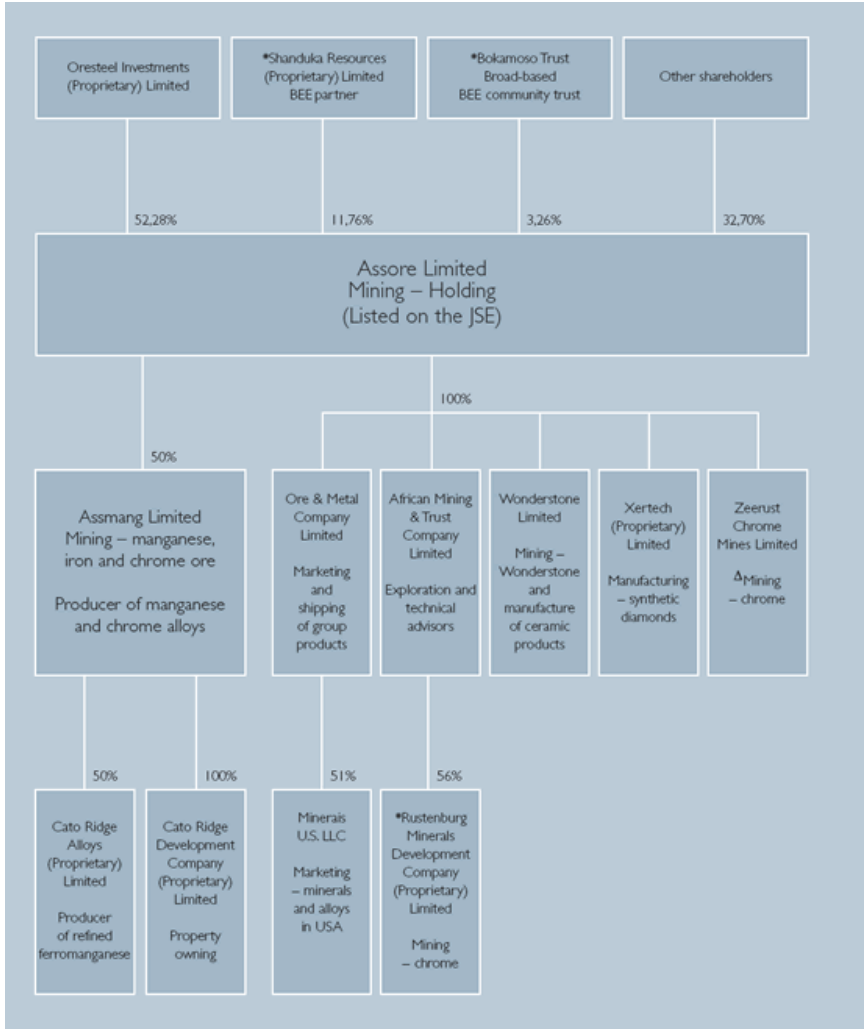 Oresteel Investments
(Proprietary) Limited
*Shanduka Resources
(Proprietary) Limited
BEE partner
*Bokamoso Trust
Broad-based
BEE community trust
Other shareholders
52,28%
11,76%
3,26%
32,70%
Assore Limited
Mining – Holding
(Listed on the JSE)
100%
50%
Assmang Limited
Mining – manganese,
iron and chrome ore
Producer of manganese
and chrome alloys
Ore & Metal
Company
Limited
Marketing
and
shipping
of group
products
African Mining
& Trust
Company
Limited
Exploration and
technical
advisors
Wonderstone
Limited
Mining –
Wonderstone
and
manufacture
of ceramic
products
Xertech
(Proprietary)
Limited
Manufacturing
– synthetic
diamonds
Zeerust
Chrome
Mines Limited
ΔMining
– chrome
50%
100%
51%
56%
Cato Ridge
Alloys
(Proprietary)
Limited
Producer
of refined
ferromanganese
Cato Ridge
Development
Company
(Proprietary)
Limited
Property
owning
Minerais
U.S. LLC
Marketing
– minerals
and alloys
in USA
*Rustenburg
Minerals
Development
Company
(Proprietary)
Limited
Mining
– chrome